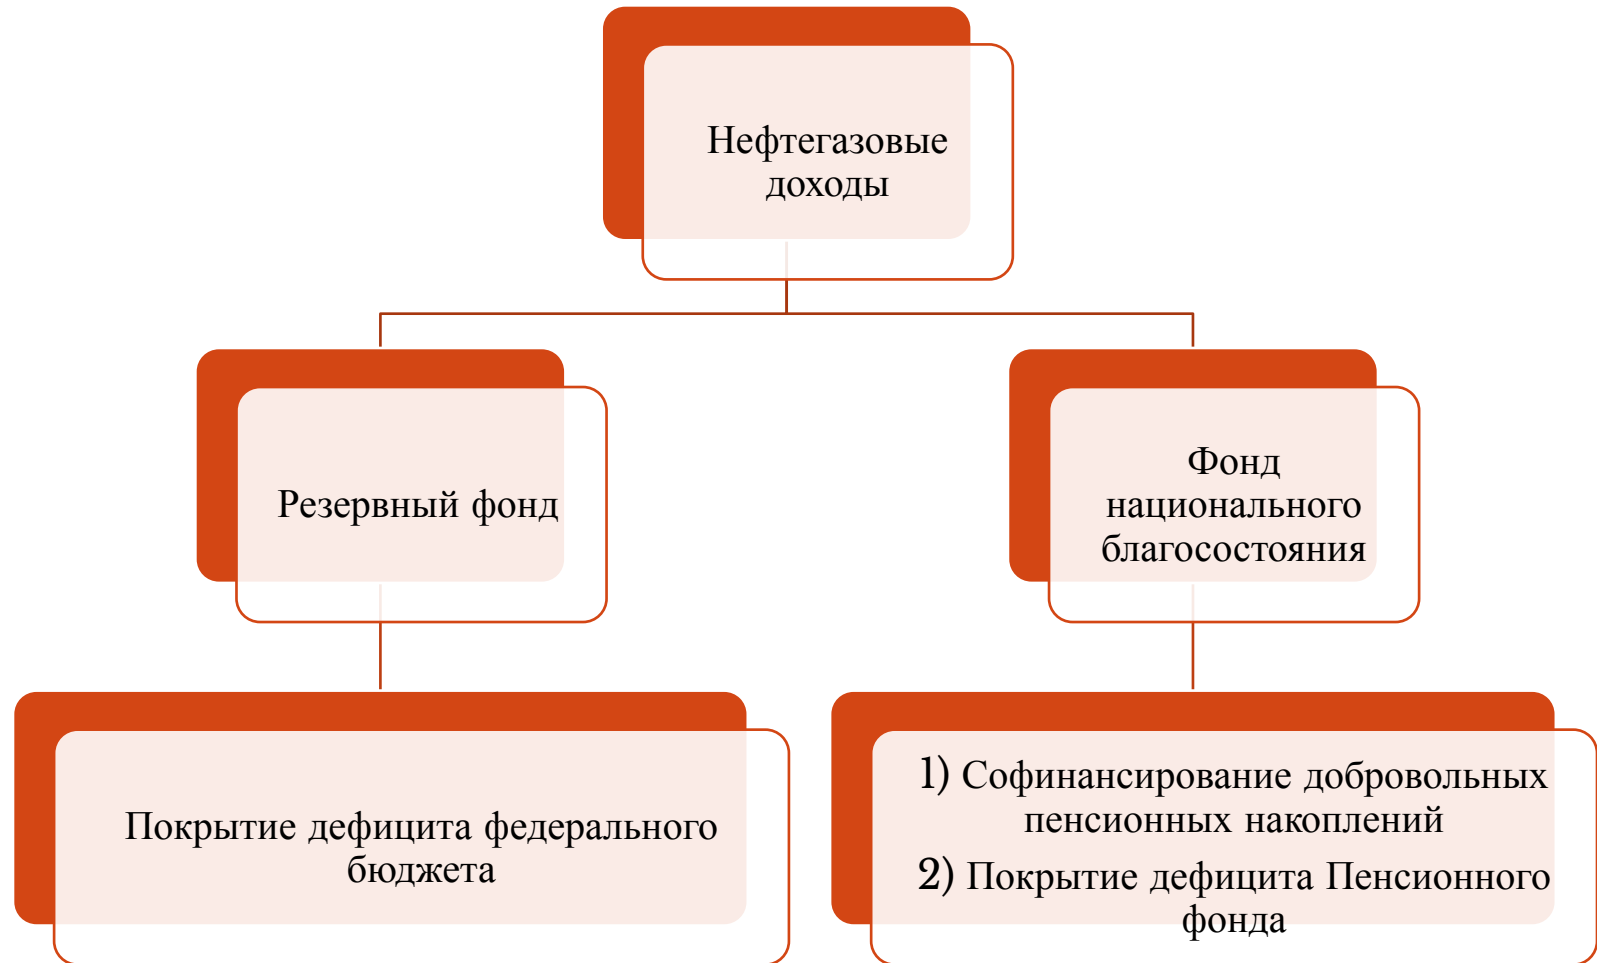 Нефтегазовые
доходы
Резервный фонд
Фонд
национального
благосостояния
Покрытие дефицита федерального
бюджета
1) Софинансирование добровольных
пенсионных накоплений
2) Покрытие дефицита Пенсионного
фонда